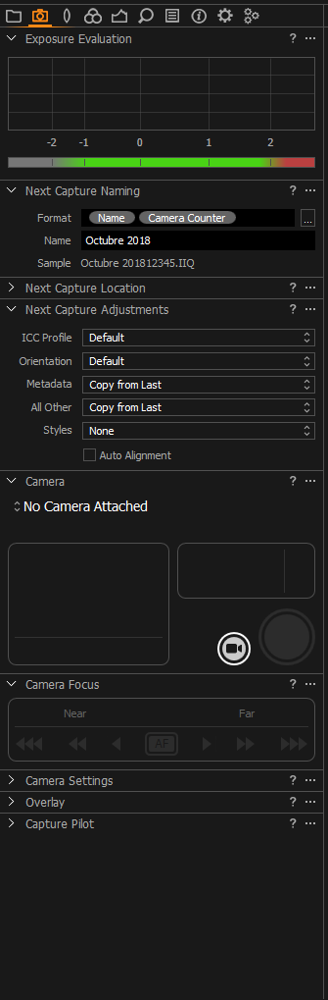 Exposure Evaluation ? ...
-2 -1 0 1 2
Next Capture Naming ? ...
Format Name Camera Counter ...
Name Octubre 2018
Sample Octubre 201812345.IIQ
Next Capture Location ? ...
Next Capture Adjustments ? ...
ICC Profile Default
Orientation Default
Metadata Copy from Last
All Other Copy from Last
Styles None
Auto Alignment
Camera ? ...
No Camera Attached
Camera Focus ? ...
Near Far
AF
Camera Settings ? ...
Overlay ? ...
Capture Pilot ? ...